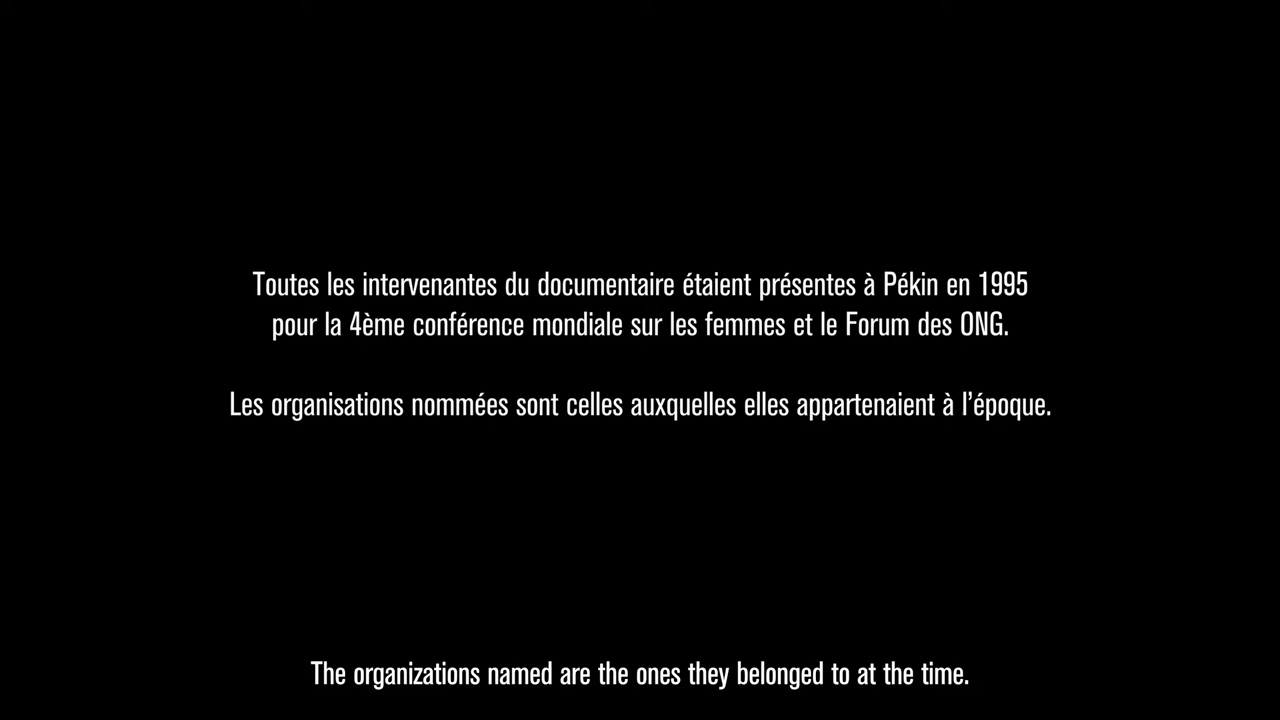 Toutes les intervenantes du documentaire étaient présentes à Pékin en 1995
pour la 4ème conférence mondiale sur les femmes et le Forum des ONG.
Les organisations nommées sont celles auxquelles elles appartenaient à l’époque.
The organizations named are the ones they belonged to at the time.